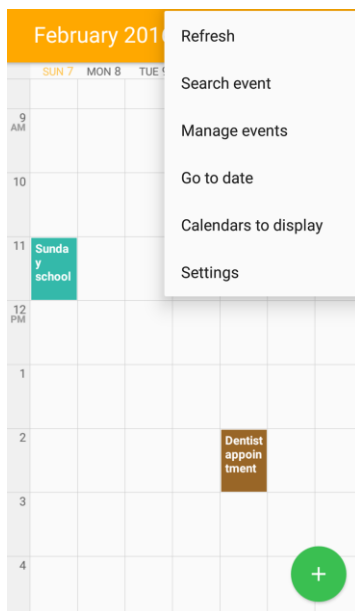 February 2016
Refresh
SUN 7 MON 8 TUE 9
Search event
9
AM
Manage events
Go to date
10
Calendars to display
11
Sunda
y
school
Settings
12
PM
1
2
Dentist
appoin
tment
3
4
+